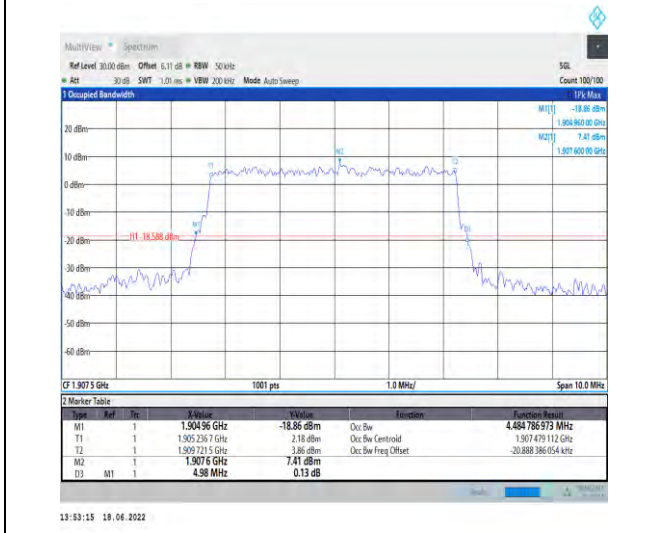 MultiView Spectrum
Ref Level 30.00 dBm Offset 6.11 dB RBW 50 kHz SGL
Att 30 dB SWT 1.01 ms VBW 200 kHz Mode Auto Sweep Count 100/100
1 Occupied Bandwidth 1Pk Max
M1[1] -18.86 dBm
1.904 960 00 GHz
M2[1] 7.41 dBm
1.907 600 00 GHz
20 dBm
M2
10 dBm
T1 T2
0 dBm
-10 dBm
M1
D3
-20 dBm
H1 -18.588 dBm
-30 dBm
-40 dBm
-50 dBm
-60 dBm
CF 1.9075 GHz 1001 pts 1.0 MHz/ Span 10.0 MHz
2 Marker Table
Type Ref Trc X-Value Y-Value Function Function Result
M1 1 1.90496 GHz -18.86 dBm Occ Bw 4.484 786 973 MHz
T1 1 1.905 236 7 GHz 2.18 dBm Occ Bw Centroid 1.907 479 112 GHz
T2 1 1.909 721 5 GHz 3.86 dBm Occ Bw Freq Offset -20.888 386 054 kHz
M2 1 1.9076 GHz 7.41 dBm
D3 M1 1 4.98 MHz 0.13 dB
13:53:15 18.06.2022